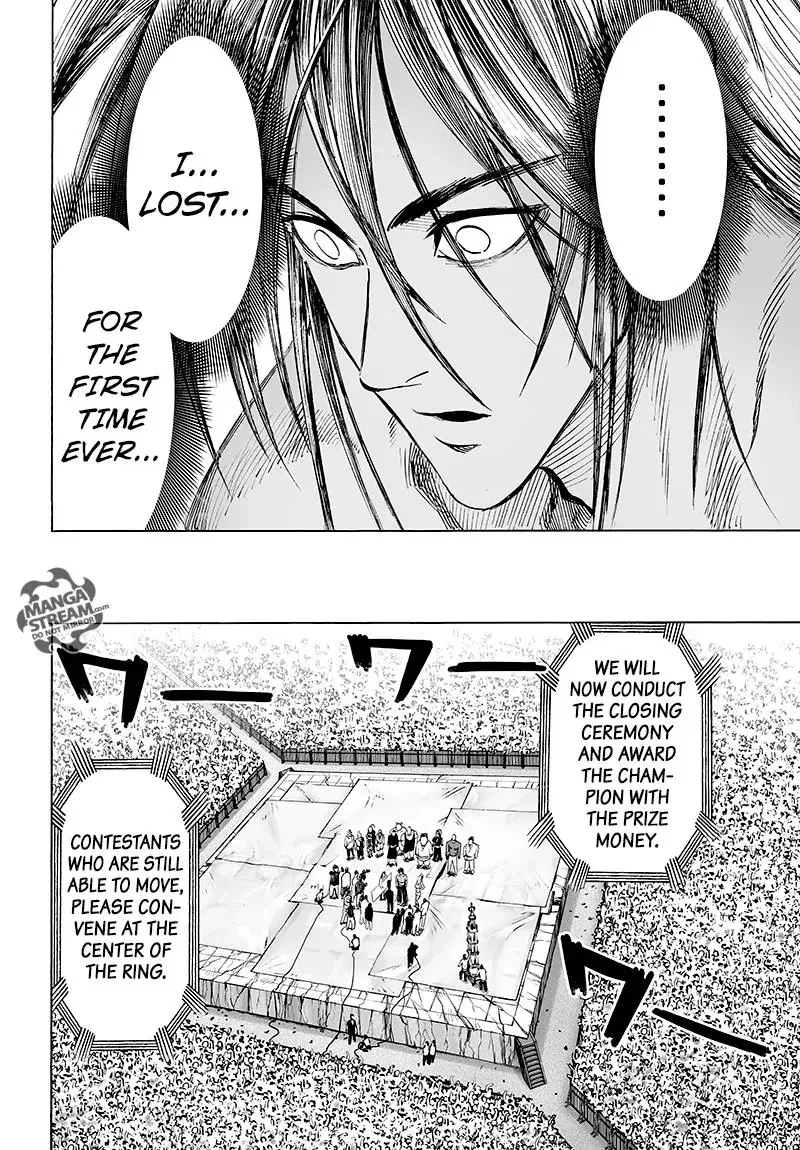 .........
I...
LOST...
FOR
THE
FIRST
TIME
EVER...
MANGA
STREAM.com
DO NOT MIRROR
ワー
ワー
WE WILL
NOW CONDUCT
THE CLOSING
CEREMONY
AND AWARD
THE CHAM-
PION WITH
THE PRIZE
MONEY.
CONTESTANTS
WHO ARE STILL
ABLE TO MOVE,
PLEASE CON-
VENE AT THE
CENTER OF
THE RING.
ワー